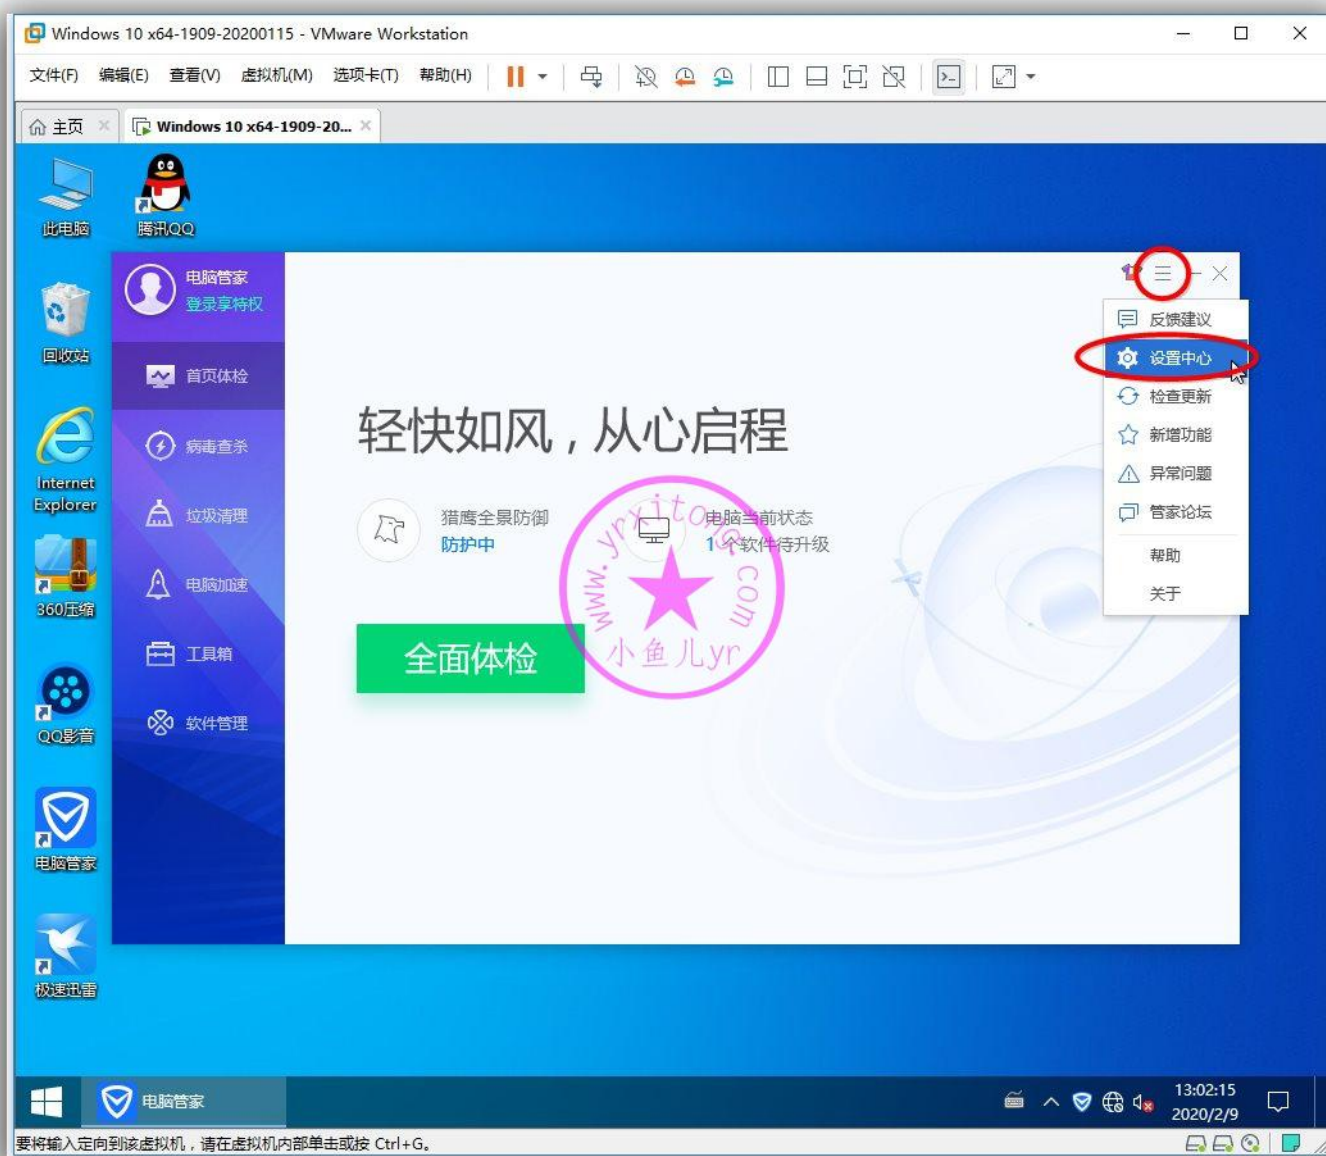 Windows 10 x64-1909-20200115 - VMware Workstation
文件(F) 编辑(E) 查看(V) 虚拟机(M) 选项卡(T) 帮助(H)
主页 Windows 10 x64-1909-20...
此电脑
腾讯QQ
回收站
Internet Explorer
360压缩
QQ影音
电脑管家
极速迅雷
电脑管家
登录享特权
首页体检
病毒查杀
垃圾清理
电脑加速
工具箱
软件管理
轻快如风，从心启程
猎鹰全景防御
防护中
电脑当前状态
1 个软件待升级
全面体检
www.yrxitong.com
小鱼儿yr
反馈建议
设置中心
检查更新
新增功能
异常问题
管家论坛
帮助
关于
电脑管家
13:02:15
2020/2/9
要将输入定向到该虚拟机，请在虚拟机内部单击或按 Ctrl+G。